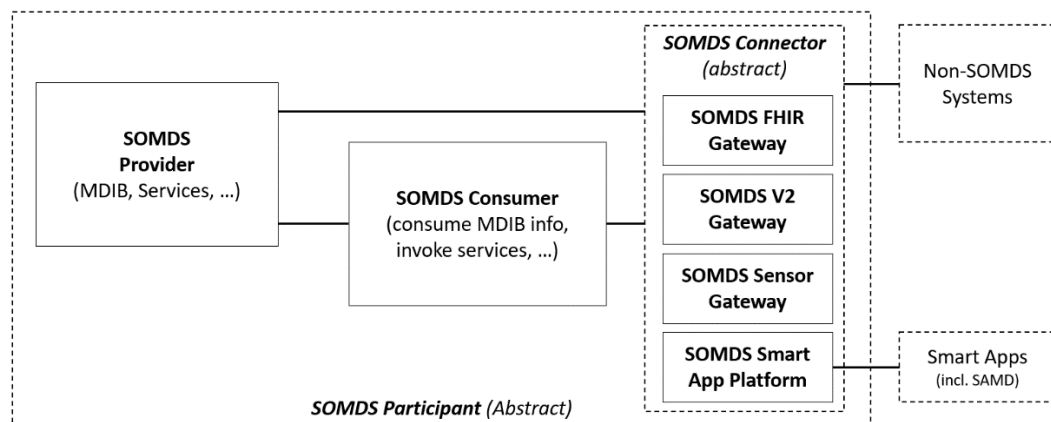 SOMDS
Provider
(MDIB, Services, …)
SOMDS Consumer
(consume MDIB info,
invoke services, …)
SOMDS Connector
(abstract)
SOMDS FHIR
Gateway
SOMDS V2
Gateway
SOMDS Sensor
Gateway
SOMDS Smart
App Platform
Non-SOMDS
Systems
Smart Apps
(incl. SAMD)
SOMDS Participant (Abstract)